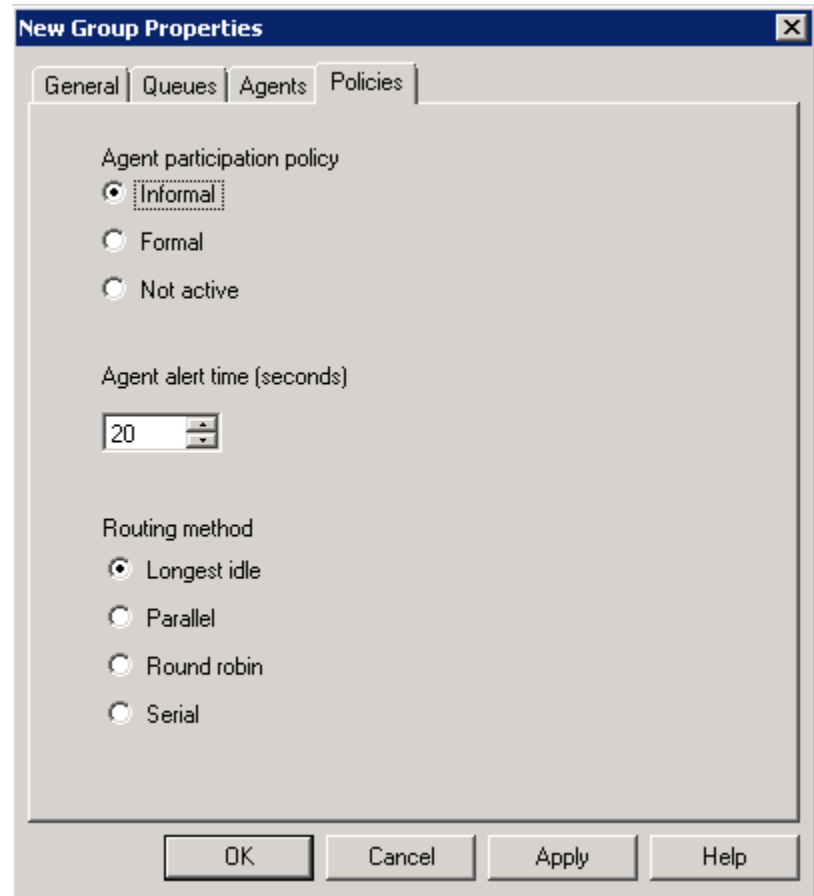 New Group Properties
General Queues Agents Policies
Agent participation policy
Informal
Formal
Not active
Agent alert time (seconds)
20
Routing method
Longest idle
Parallel
Round robin
Serial
OK Cancel Apply Help